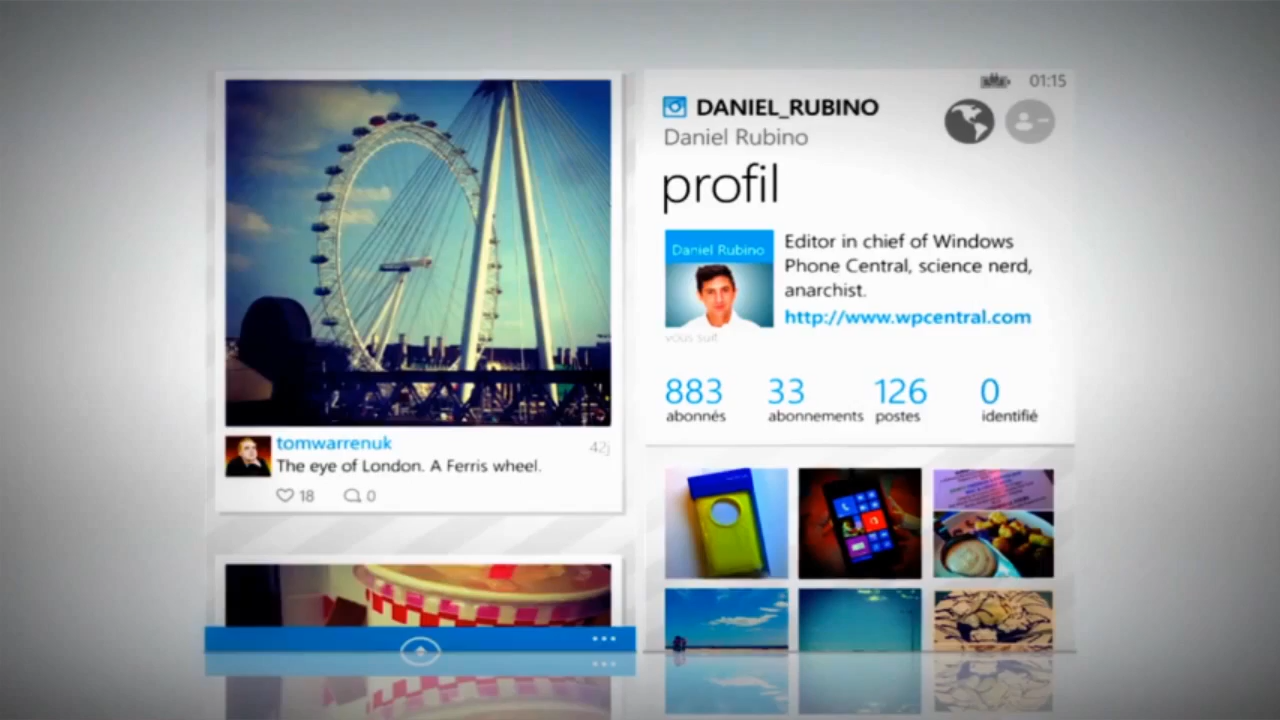 tomwarrenuk
42j
The eye of London. A Ferris wheel.
18
0
01:15
DANIEL_RUBINO
Daniel Rubino
profil
Daniel Rubino
Editor in chief of Windows
Phone Central, science nerd,
anarchist.
http://www.wpcentral.com
vous suit
883 33 126 0
abonnés abonnements postes identifié